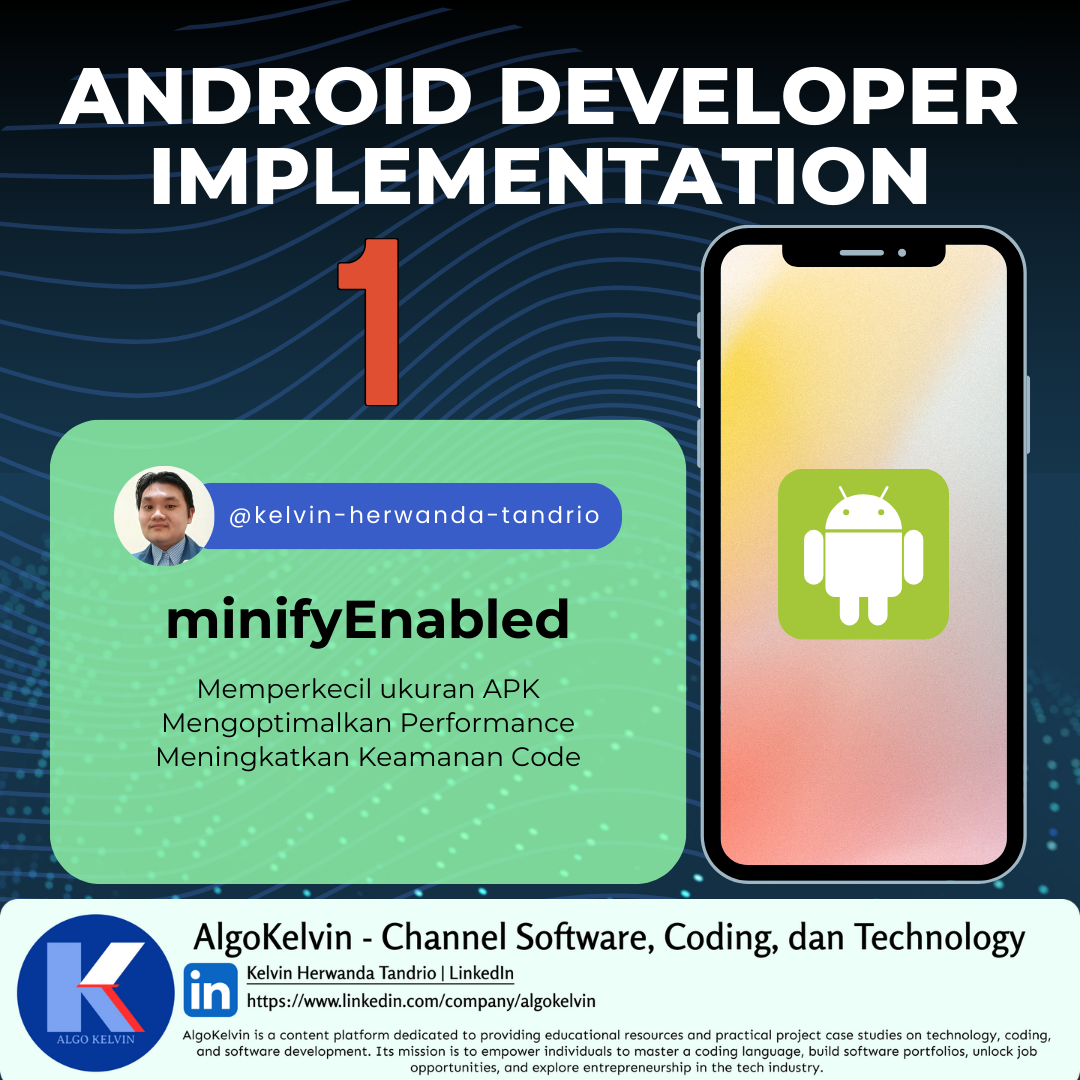 ANDROID DEVELOPER
IMPLEMENTATION
1
@kelvin-herwanda-tandrio
minifyEnabled
Memperkecil ukuran APK
Mengoptimalkan Performance
Meningkatkan Keamanan Code
AlgoKelvin - Channel Software, Coding, dan Technology
in
Kelvin Herwanda Tandrio | LinkedIn
https://www.linkedin.com/company/algokelvin
K
ALGO KELVIN
AlgoKelvin is a content platform dedicated to providing educational resources and practical project case studies on technology, coding,
and software development. Its mission is to empower individuals to master a coding language, build software portfolios, unlock job
opportunities, and explore entrepreneurship in the tech industry.